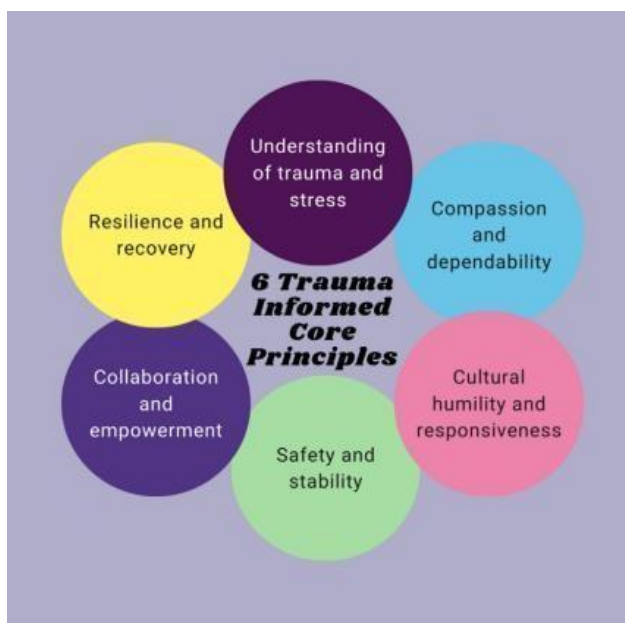 Understanding
of trauma and
stress
Compassion
and
dependability
Cultural
humility and
responsiveness
Safety and
stability
Collaboration
and
empowerment
Resilience and
recovery
6 Trauma
Informed
Core
Principles